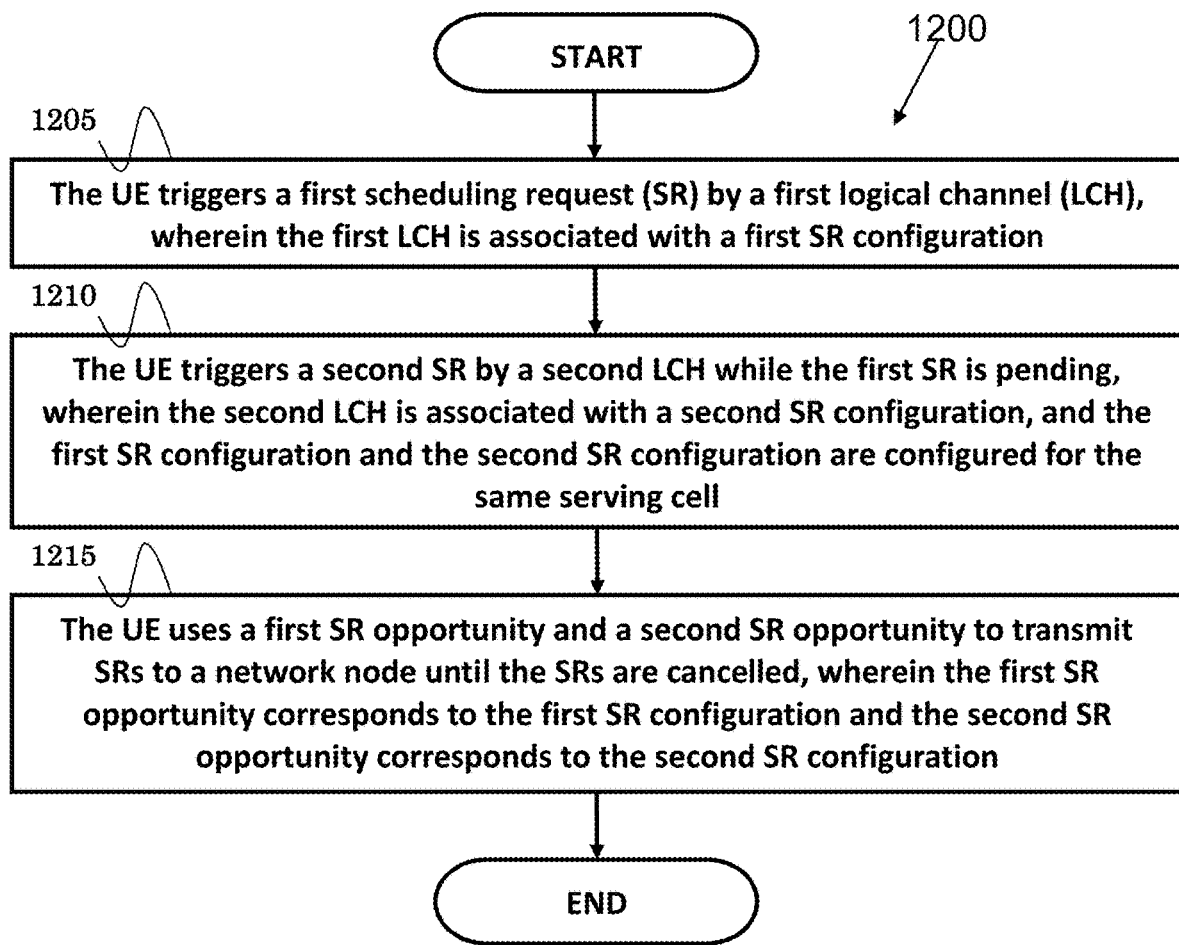 1200
START
1205
The UE triggers a first scheduling request (SR) by a first logical channel (LCH),
wherein the first LCH is associated with a first SR configuration
1210
The UE triggers a second SR by a second LCH while the first SR is pending,
wherein the second LCH is associated with a second SR configuration, and the
first SR configuration and the second SR configuration are configured for the
same serving cell
1215
The UE uses a first SR opportunity and a second SR opportunity to transmit
SRs to a network node until the SRs are cancelled, wherein the first SR
opportunity corresponds to the first SR configuration and the second SR
opportunity corresponds to the second SR configuration
END